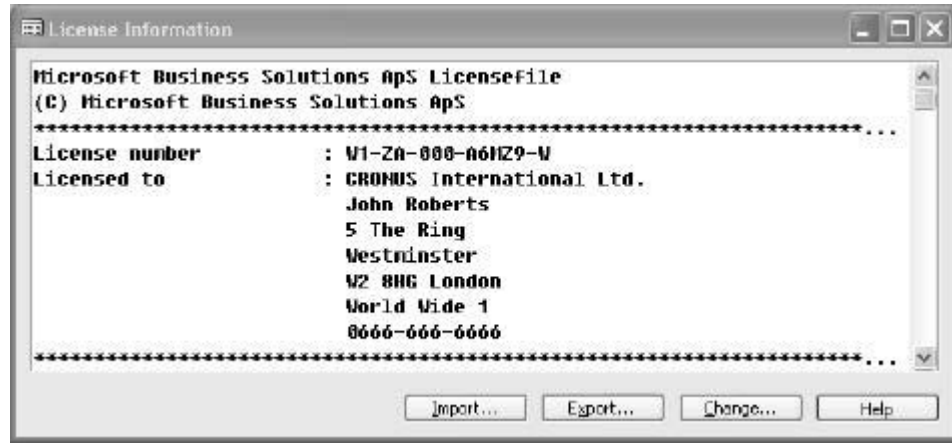 License Information
Microsoft Business Solutions ApS Licensefile
(C) Microsoft Business Solutions ApS
*******************************************************************...
License number : W1-ZA-000-A6MZ9-W
Licensed to : CRONUS International Ltd.
John Roberts
5 The Ring
Westminster
W2 8HG London
World Wide 1
0666-666-6666
*******************************************************************...
Import... Export... Change... Help